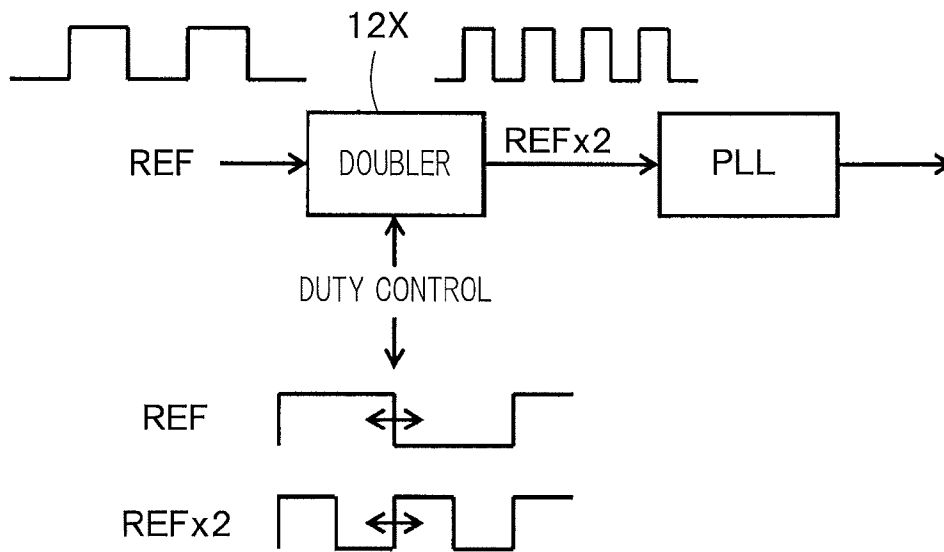 12X
REF
DOUBLER
REFx2
PLL
DUTY CONTROL
REF
REFx2